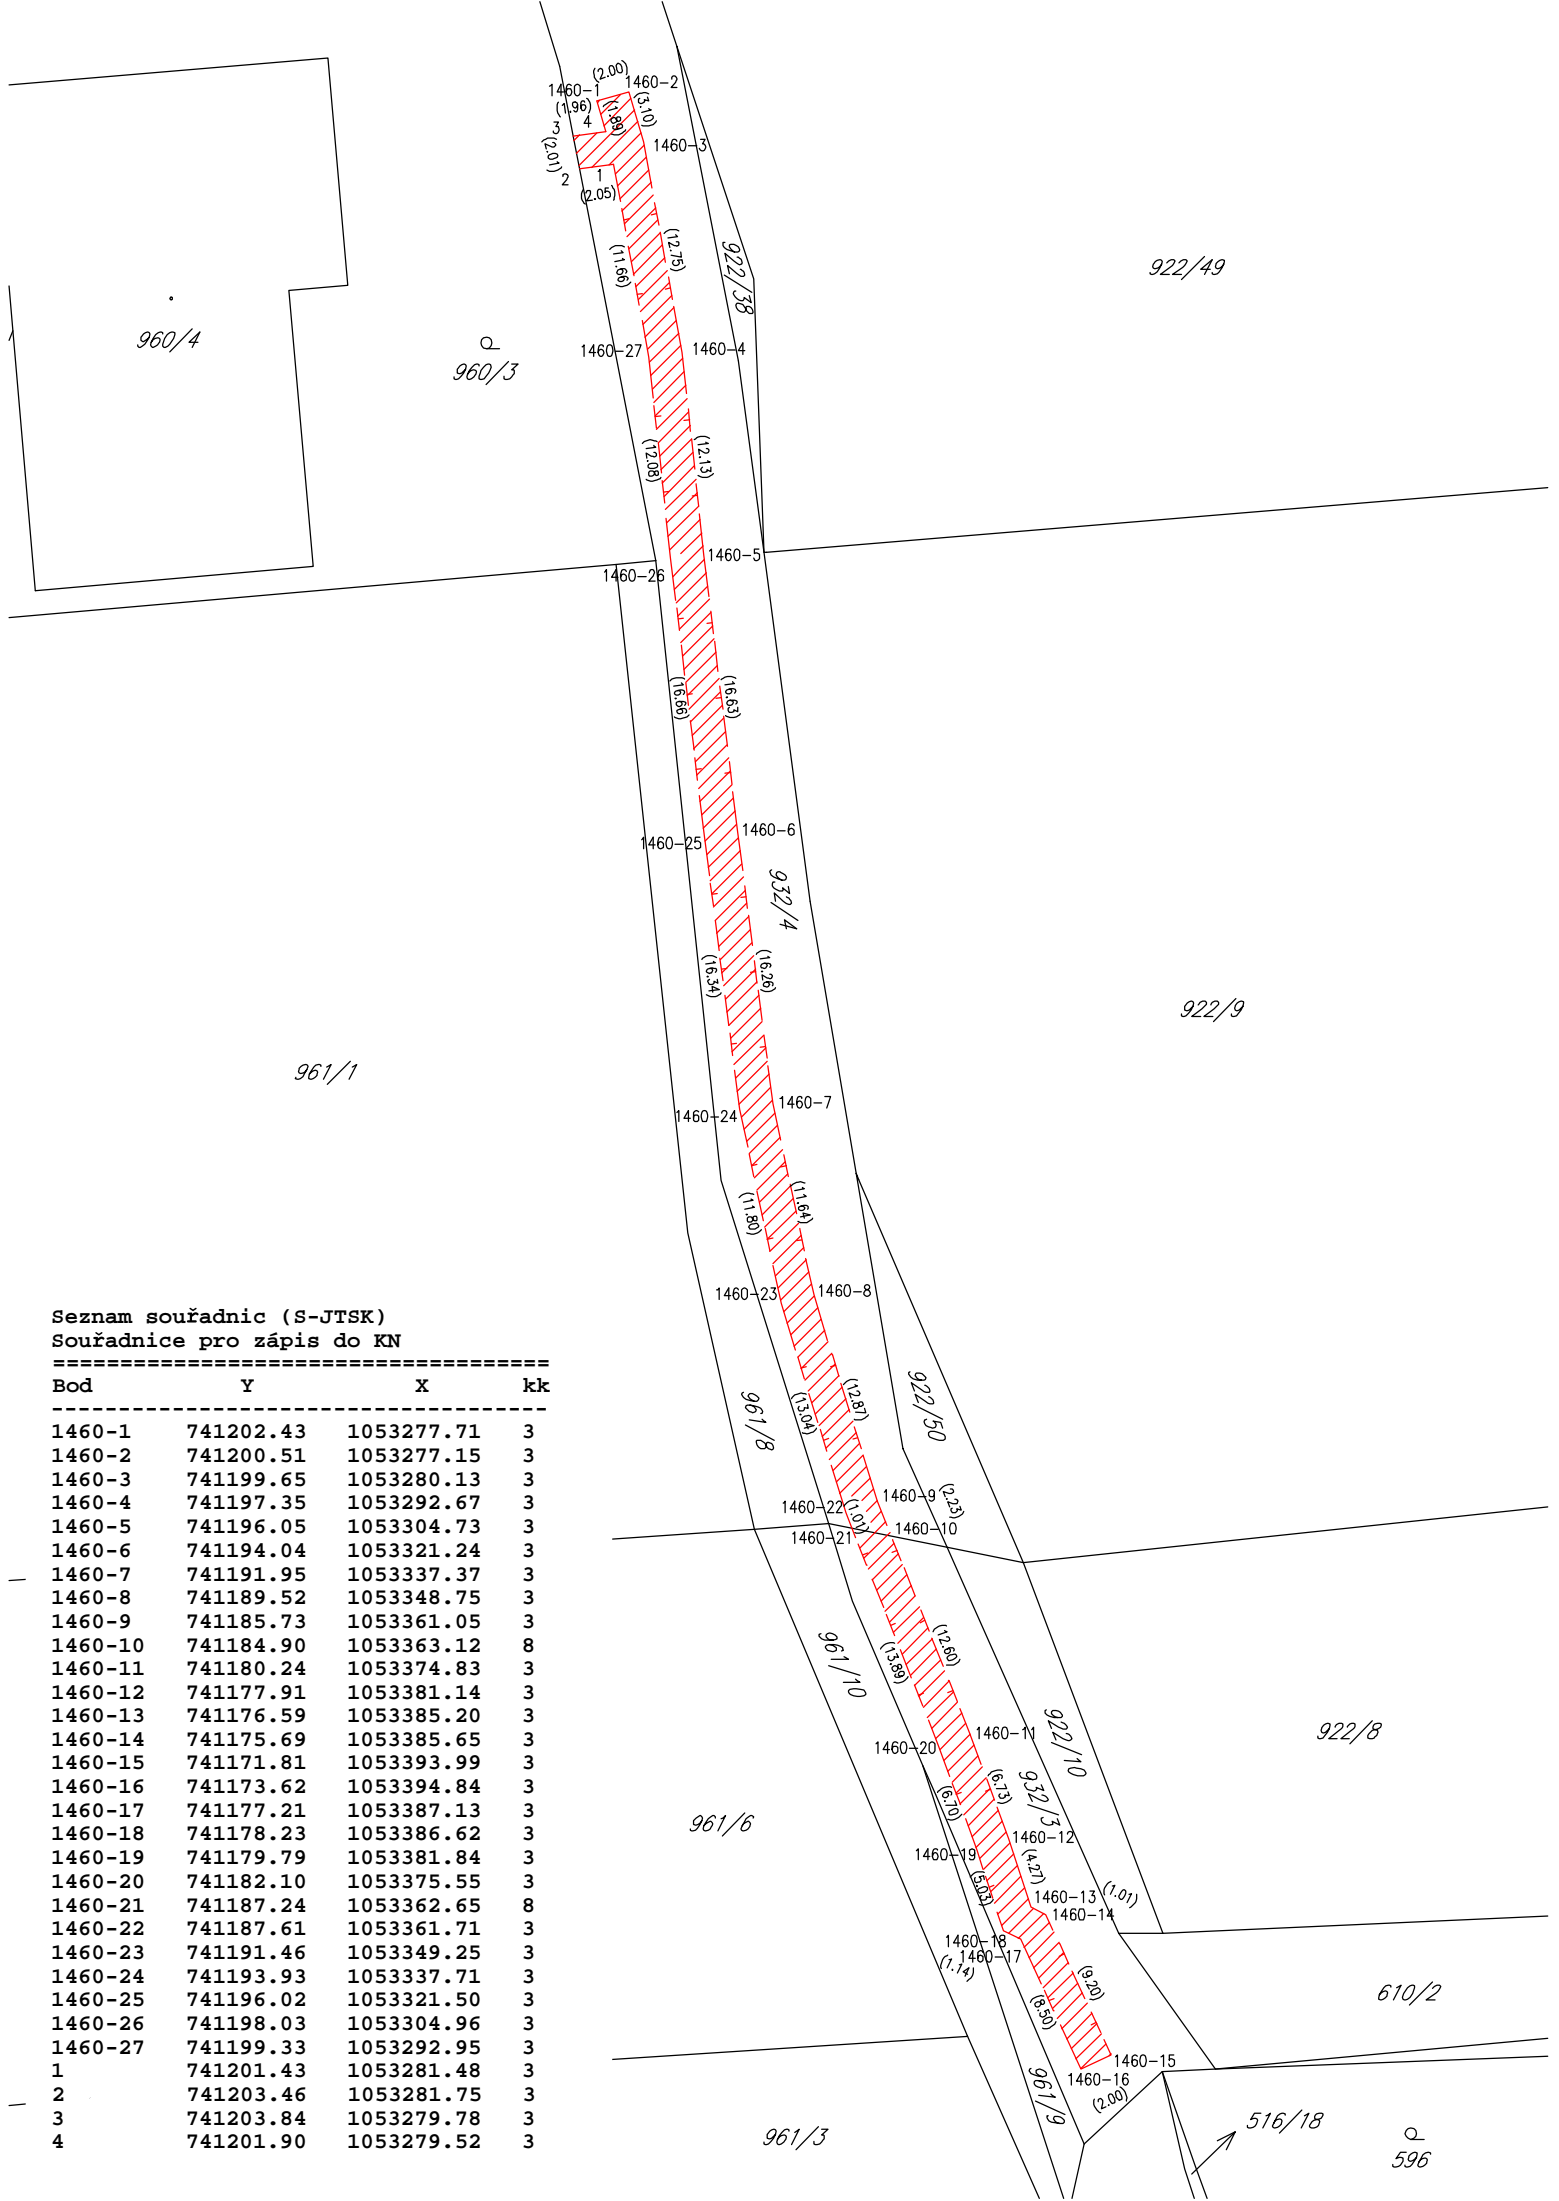 (2.00)
1460-1
1460-2
(1.96)
(1.89)
(3.10)
3
4
1460-3
(2.01)
2
1
(2.05)
(11.66)
(12.75)
922/38
922/49
960/4
960/3
1460-27
1460-4
(12.08)
(12.13)
1460-5
1460-26
(16.66)
(16.63)
1460-6
1460-25
932/4
(16.34)
(16.26)
922/9
961/1
1460-7
1460-24
(11.80)
(11.64)
1460-23
1460-8
961/8
(13.04)
(12.87)
922/50
1460-22
(1.01)
1460-9
(2.23)
1460-10
1460-21
961/10
(13.89)
(12.60)
1460-20
1460-11
922/10
922/8
(6.70)
(6.73)
932/3
961/6
1460-19
1460-12
(5.03)
(4.27)
1460-13
(1.01)
1460-14
1460-18
1460-17
(1.14)
(8.50)
(9.20)
610/2
1460-15
1460-16
(2.00)
961/9
961/3
516/18
596
Seznam souřadnic (S-JTSK)
Souřadnice pro zápis do KN
=====================================
Bod Y X kk
-------------------------------------
1460-1 741202.43 1053277.71 3
1460-2 741200.51 1053277.15 3
1460-3 741199.65 1053280.13 3
1460-4 741197.35 1053292.67 3
1460-5 741196.05 1053304.73 3
1460-6 741194.04 1053321.24 3
1460-7 741191.95 1053337.37 3
1460-8 741189.52 1053348.75 3
1460-9 741185.73 1053361.05 3
1460-10 741184.90 1053363.12 8
1460-11 741180.24 1053374.83 3
1460-12 741177.91 1053381.14 3
1460-13 741176.59 1053385.20 3
1460-14 741175.69 1053385.65 3
1460-15 741171.81 1053393.99 3
1460-16 741173.62 1053394.84 3
1460-17 741177.21 1053387.13 3
1460-18 741178.23 1053386.62 3
1460-19 741179.79 1053381.84 3
1460-20 741182.10 1053375.55 3
1460-21 741187.24 1053362.65 8
1460-22 741187.61 1053361.71 3
1460-23 741191.46 1053349.25 3
1460-24 741193.93 1053337.71 3
1460-25 741196.02 1053321.50 3
1460-26 741198.03 1053304.96 3
1460-27 741199.33 1053292.95 3
1 741201.43 1053281.48 3
2 741203.46 1053281.75 3
3 741203.84 1053279.78 3
4 741201.90 1053279.52 3